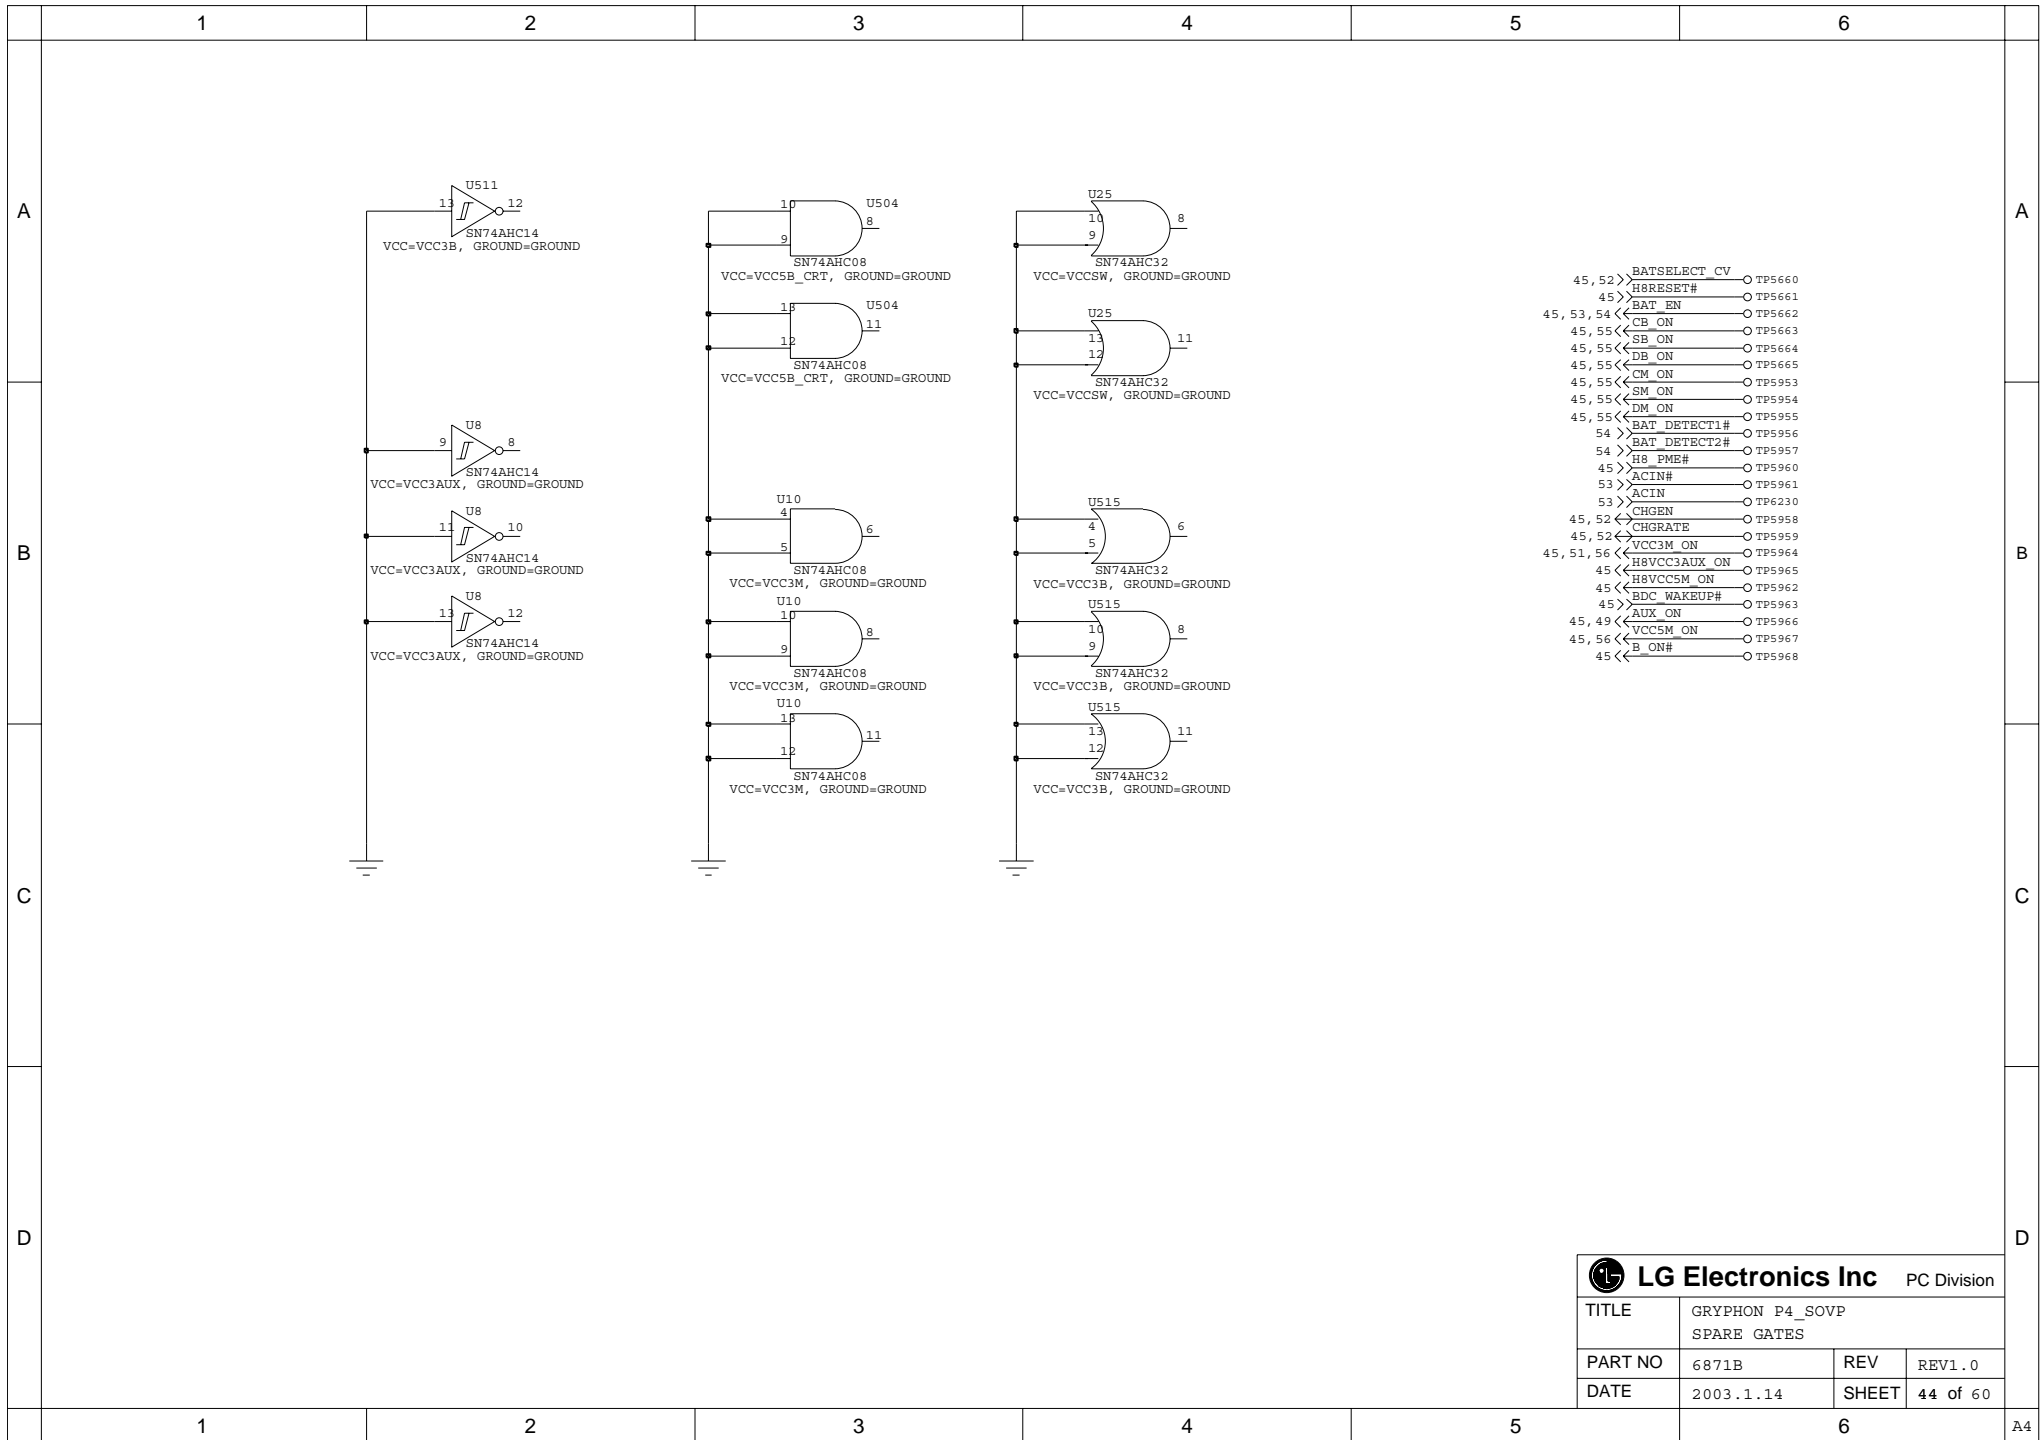 1 2 3 4 5 6
A A
U511
13 12
SN74AHC14
VCC=VCC3B, GROUND=GROUND
U8
9 8
SN74AHC14
VCC=VCC3AUX, GROUND=GROUND
U8
11 10
SN74AHC14
VCC=VCC3AUX, GROUND=GROUND
U8
13 12
SN74AHC14
VCC=VCC3AUX, GROUND=GROUND
10 U504
8
9
SN74AHC08
VCC=VCC5B_CRT, GROUND=GROUND
13 U504
11
12
SN74AHC08
VCC=VCC5B_CRT, GROUND=GROUND
U10
4
6
5
SN74AHC08
VCC=VCC3M, GROUND=GROUND
U10
10
8
9
SN74AHC08
VCC=VCC3M, GROUND=GROUND
U10
13
11
12
SN74AHC08
VCC=VCC3M, GROUND=GROUND
U25
10 8
9
SN74AHC32
VCC=VCCSW, GROUND=GROUND
U25
13 11
12
SN74AHC32
VCC=VCCSW, GROUND=GROUND
U515
4 6
5
SN74AHC32
VCC=VCC3B, GROUND=GROUND
U515
10 8
9
SN74AHC32
VCC=VCC3B, GROUND=GROUND
U515
13 11
12
SN74AHC32
VCC=VCC3B, GROUND=GROUND
45,52 BATSELECT_CV TP5660
45 H8RESET# TP5661
45,53,54 BAT_EN TP5662
45,55 CB_ON TP5663
45,55 SB_ON TP5664
45,55 DB_ON TP5665
45,55 CM_ON TP5953
45,55 SM_ON TP5954
45,55 DM_ON TP5955
54 BAT_DETECT1# TP5956
54 BAT_DETECT2# TP5957
45 H8_PME# TP5960
53 ACIN# TP5961
53 ACIN TP6230
45,52 CHGEN TP5958
45,52 CHGRATE TP5959
45,51,56 VCC3M_ON TP5964
45 H8VCC3AUX_ON TP5965
45 H8VCC5M_ON TP5962
45 BDC_WAKEUP# TP5963
45,49 AUX_ON TP5966
45,56 VCC5M_ON TP5967
45 B_ON# TP5968
B B
C C
D D
LG Electronics Inc PC Division
TITLE GRYPHON P4_SOVP
SPARE GATES
PART NO 6871B REV REV1.0
DATE 2003.1.14 SHEET 44 of 60
1 2 3 4 5 6 A4